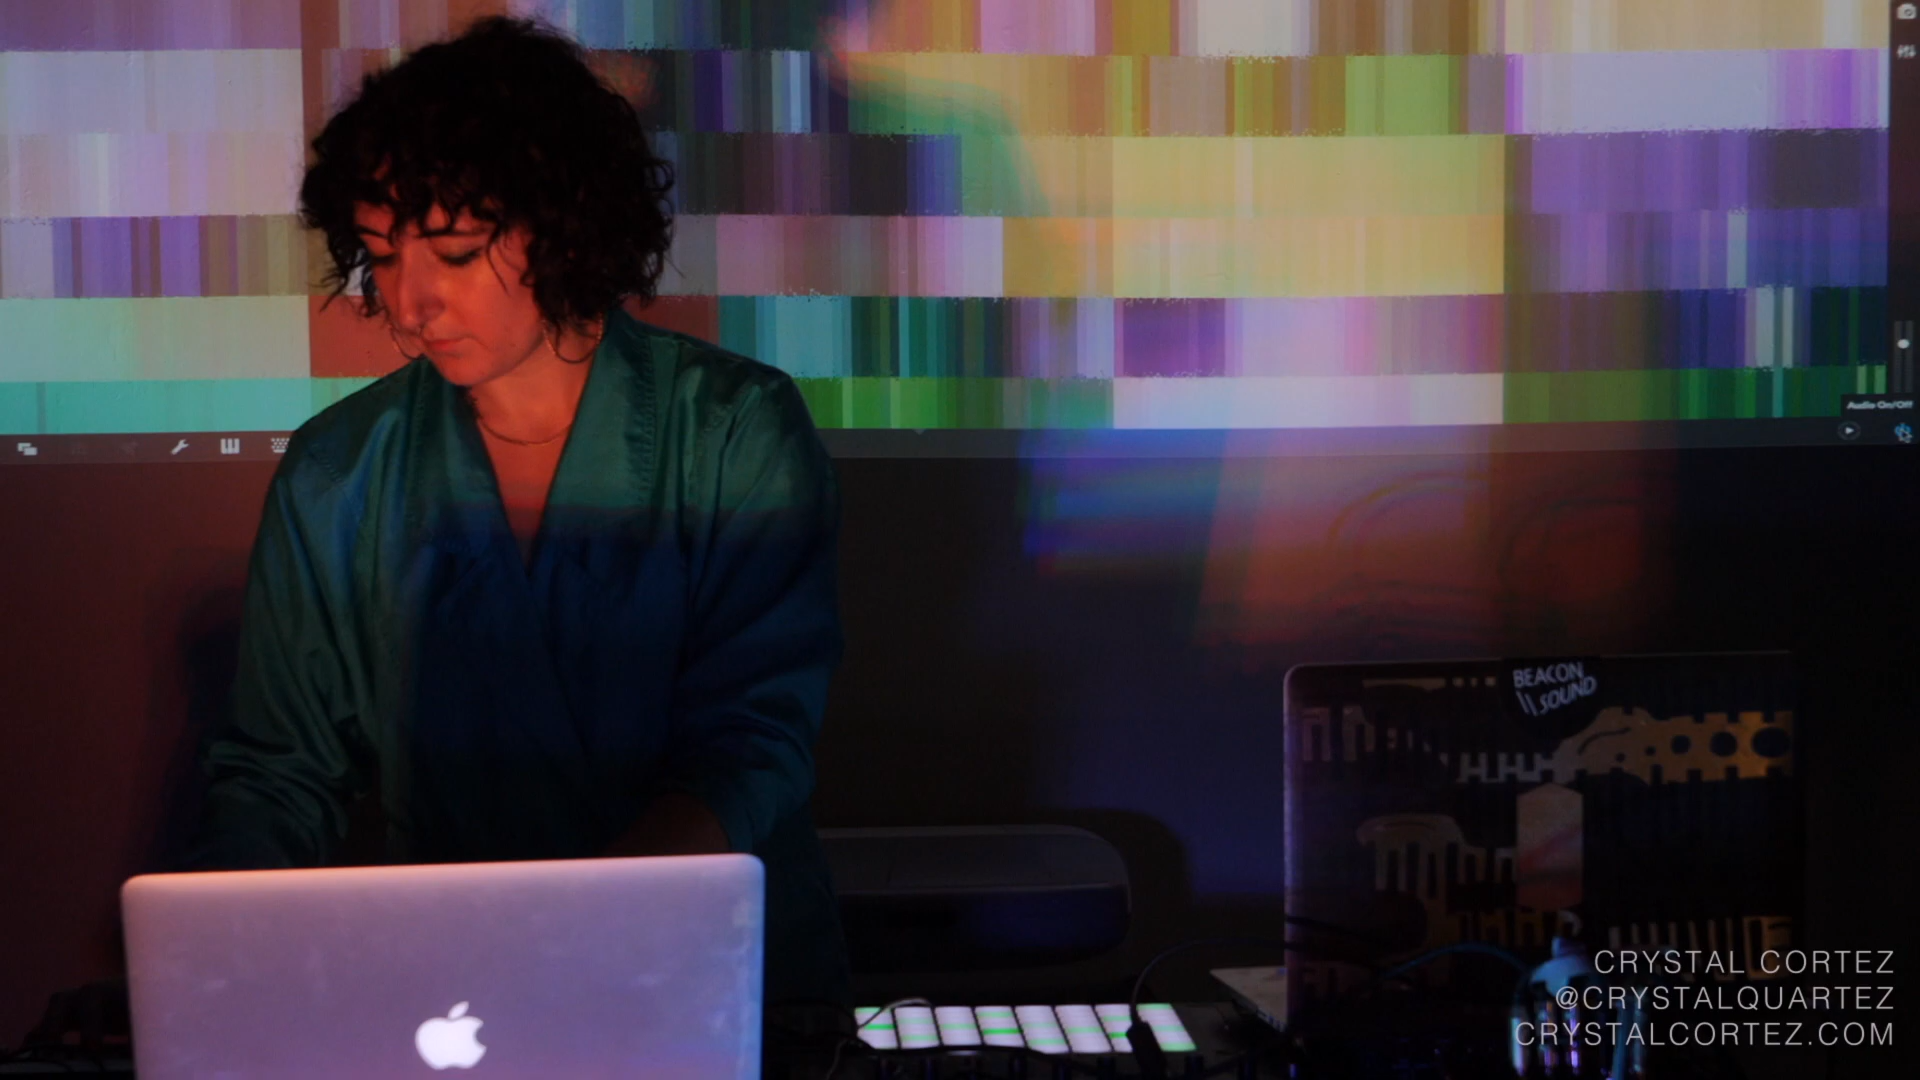 Audio On/Off
BEACON
\\ SOUND
CRYSTAL CORTEZ
@CRYSTALQUARTEZ
CRYSTALCORTEZ.COM